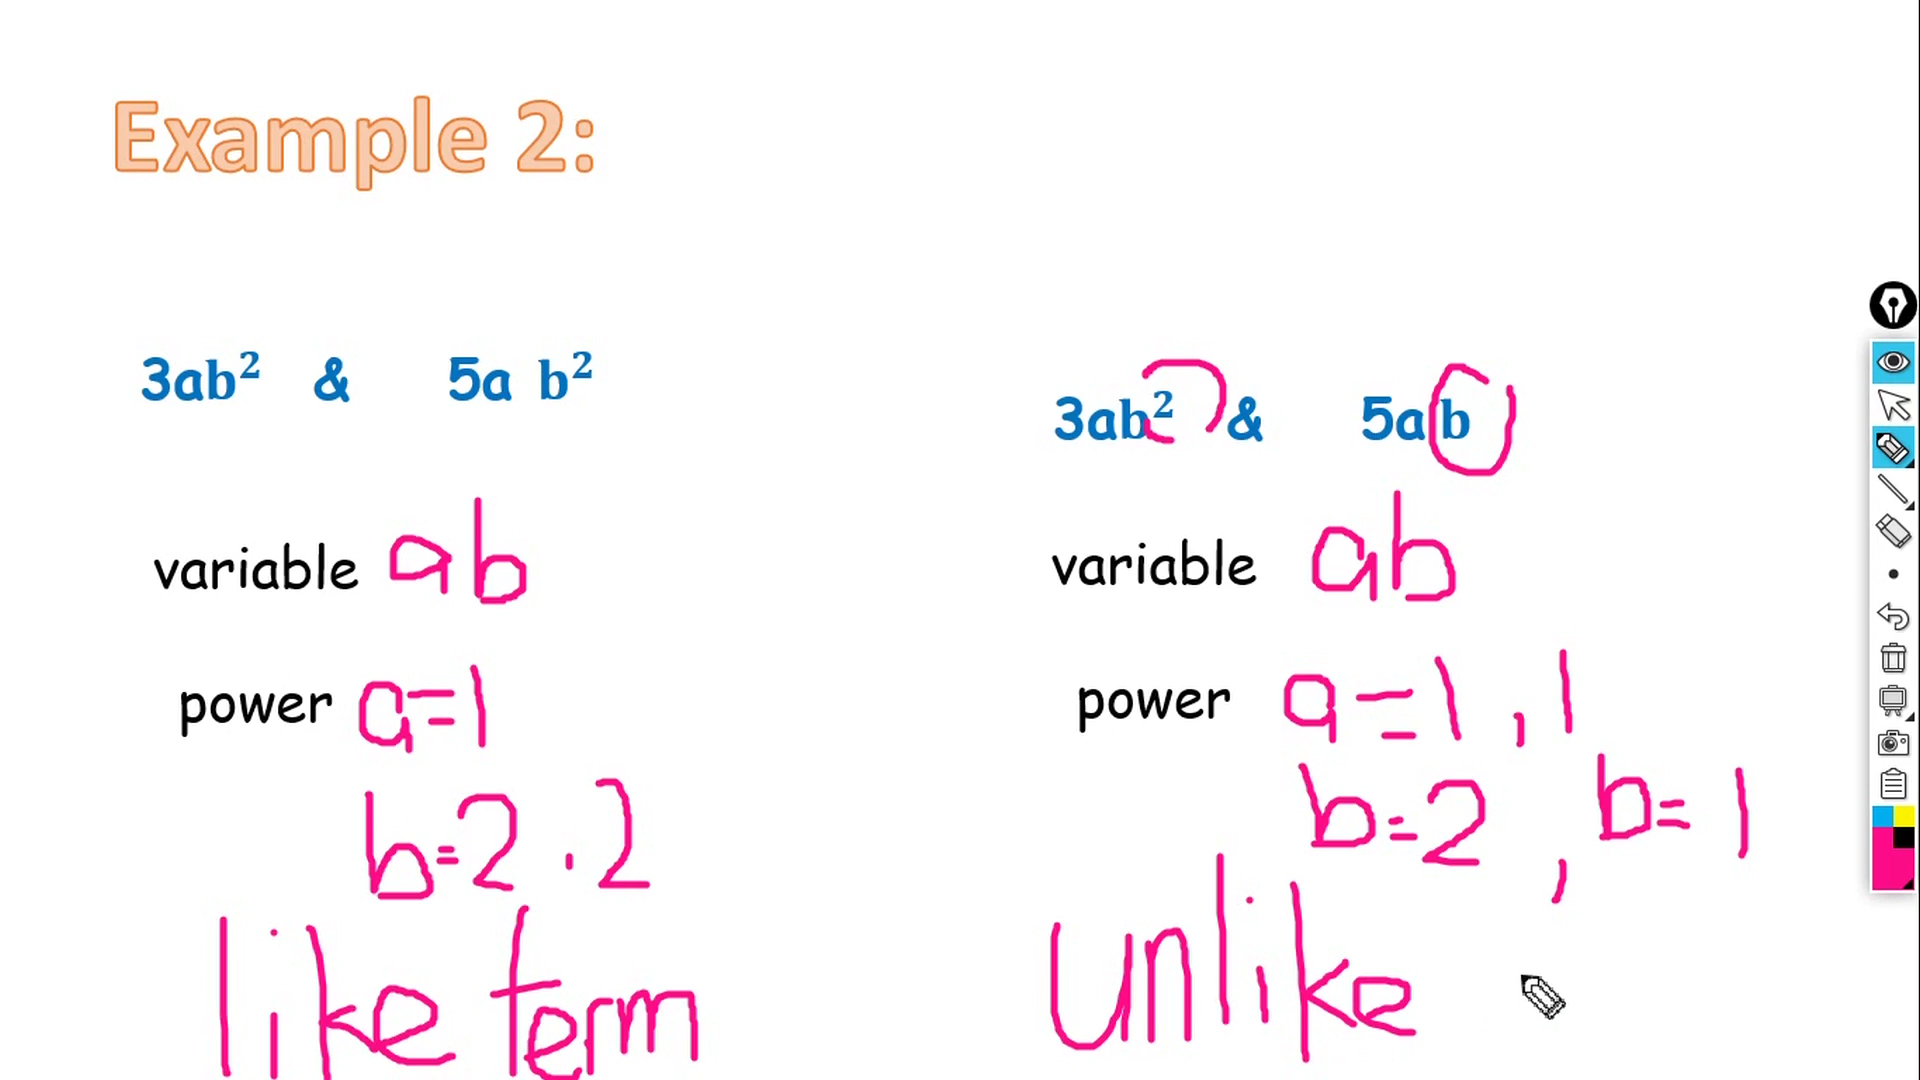 Example 2:
3ab² & 5a b²
variable ab
power a=1
b=2 . 2
like term
3ab² & 5ab
variable ab
power a=1 , 1
b=2 , b=1
unlike